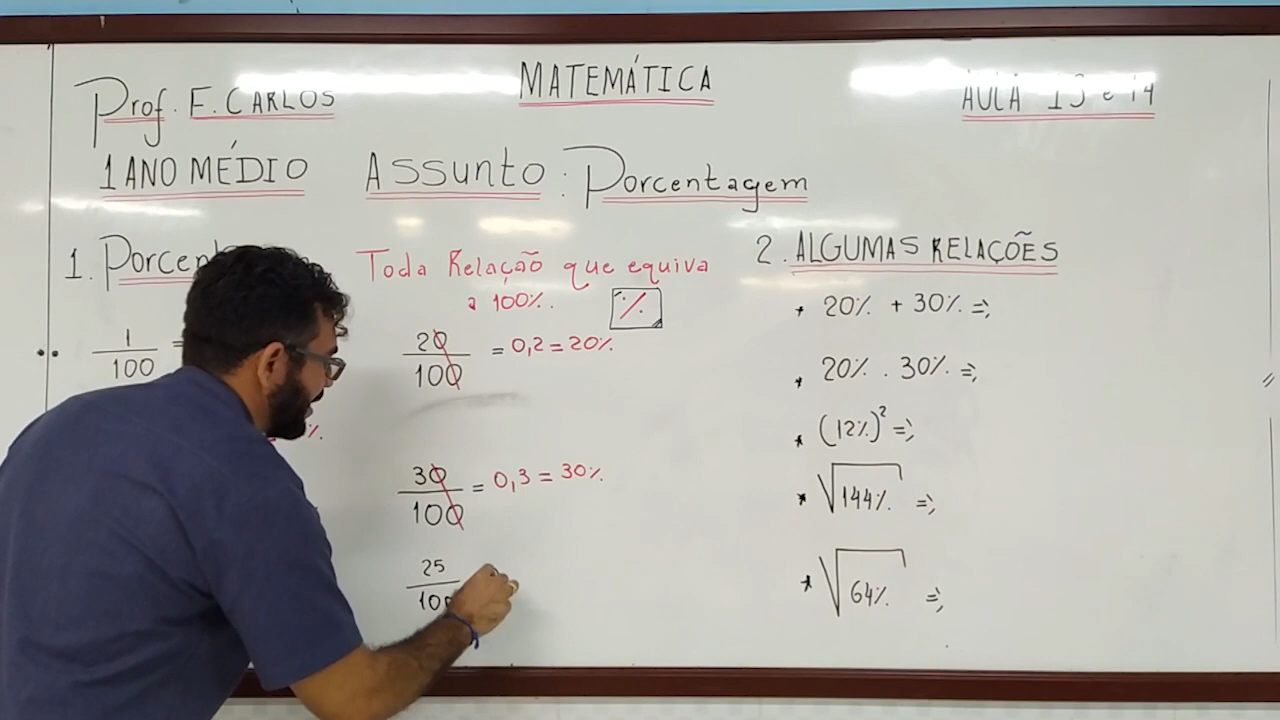 Prof. E. CARLOS
MATEMÁTICA
AULA 13 e 14
1 ANO MÉDIO
ASSUNTO: Porcentagem
1. Porcen
Toda Relação que equiva
a 100%.
%
1/100 =
20/100 = 0,2 = 20%
30/100 = 0,3 = 30%
25/100
2. ALGUMAS RELAÇÕES
* 20% + 30% =>;
* 20% . 30% =>;
* (12%)² =>;
* √144% =>;
* √64% =>;